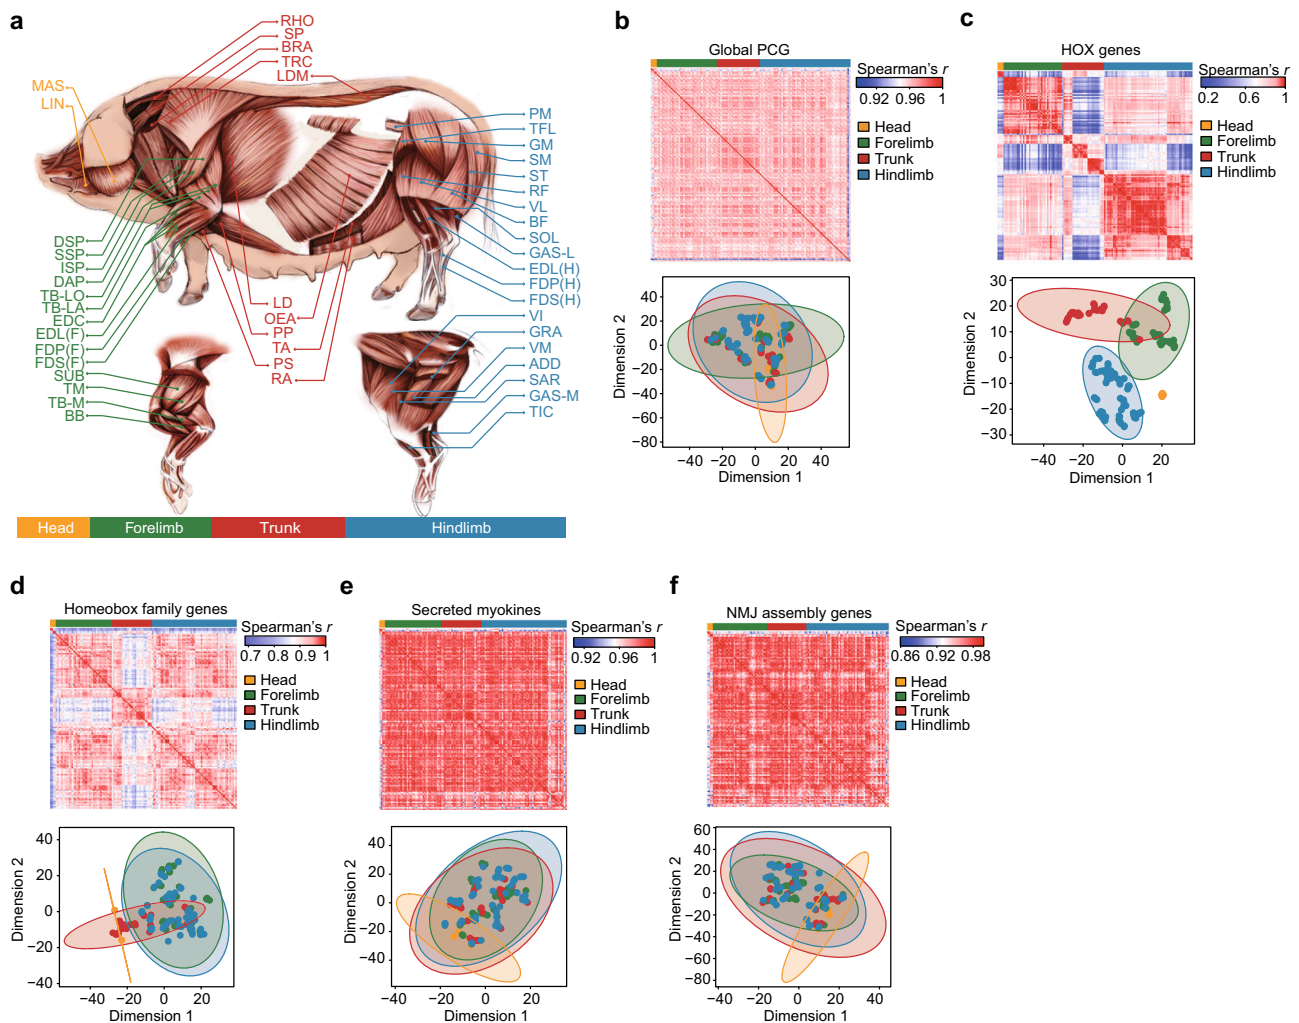 a
RHO
SP
BRA
TRC
LDM
MAS
LIN
PM
TFL
GM
SM
ST
RF
VL
BF
SOL
GAS-L
EDL(H)
FDP(H)
FDS(H)
VI
GRA
VM
ADD
SAR
GAS-M
TIC
DSP
SSP
ISP
DAP
TB-LO
TB-LA
EDC
EDL(F)
FDP(F)
FDS(F)
SUB
TM
TB-M
BB
LD
OEA
PP
TA
PS
RA
Head Forelimb Trunk Hindlimb
b
Global PCG
Spearman's r
0.92 0.96 1
Head
Forelimb
Trunk
Hindlimb
Dimension 2
40
20
0
−20
−40
−60
−80
−40 −20 0 20 40
Dimension 1
c
HOX genes
Spearman's r
0.2 0.6 1
Head
Forelimb
Trunk
Hindlimb
Dimension 2
30
20
10
0
−10
−20
−30
−40 −20 0 20
Dimension 1
d
Homeobox family genes
Spearman's r
0.7 0.8 0.9 1
Head
Forelimb
Trunk
Hindlimb
Dimension 2
40
20
0
−20
−40
−40 −20 0 20
Dimension 1
e
Secreted myokines
Spearman's r
0.92 0.96 1
Head
Forelimb
Trunk
Hindlimb
Dimension 2
40
20
0
−20
−40
−40 −20 0 20
Dimension 1
f
NMJ assembly genes
Spearman's r
0.86 0.92 0.98
Head
Forelimb
Trunk
Hindlimb
Dimension 2
60
40
20
0
−20
−40
−60
−80
−40 −20 0 20 40
Dimension 1